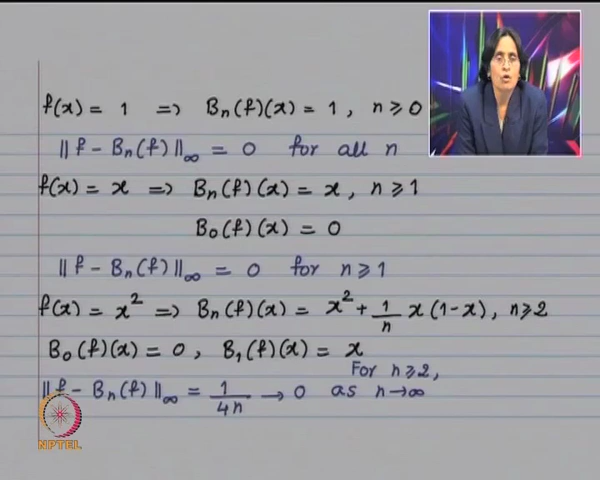 f(x) = 1 => Bn(f)(x) = 1, n ≥ 0
|| f - Bn(f) ||∞ = 0 for all n
f(x) = x => Bn(f)(x) = x, n ≥ 1
B0(f)(x) = 0
|| f - Bn(f) ||∞ = 0 for n ≥ 1
f(x) = x² => Bn(f)(x) = x² + 1/n x(1-x), n ≥ 2
B0(f)(x) = 0, B1(f)(x) = x
For n ≥ 2,
|| f - Bn(f) ||∞ = 1/4n → 0 as n → ∞
NPTEL